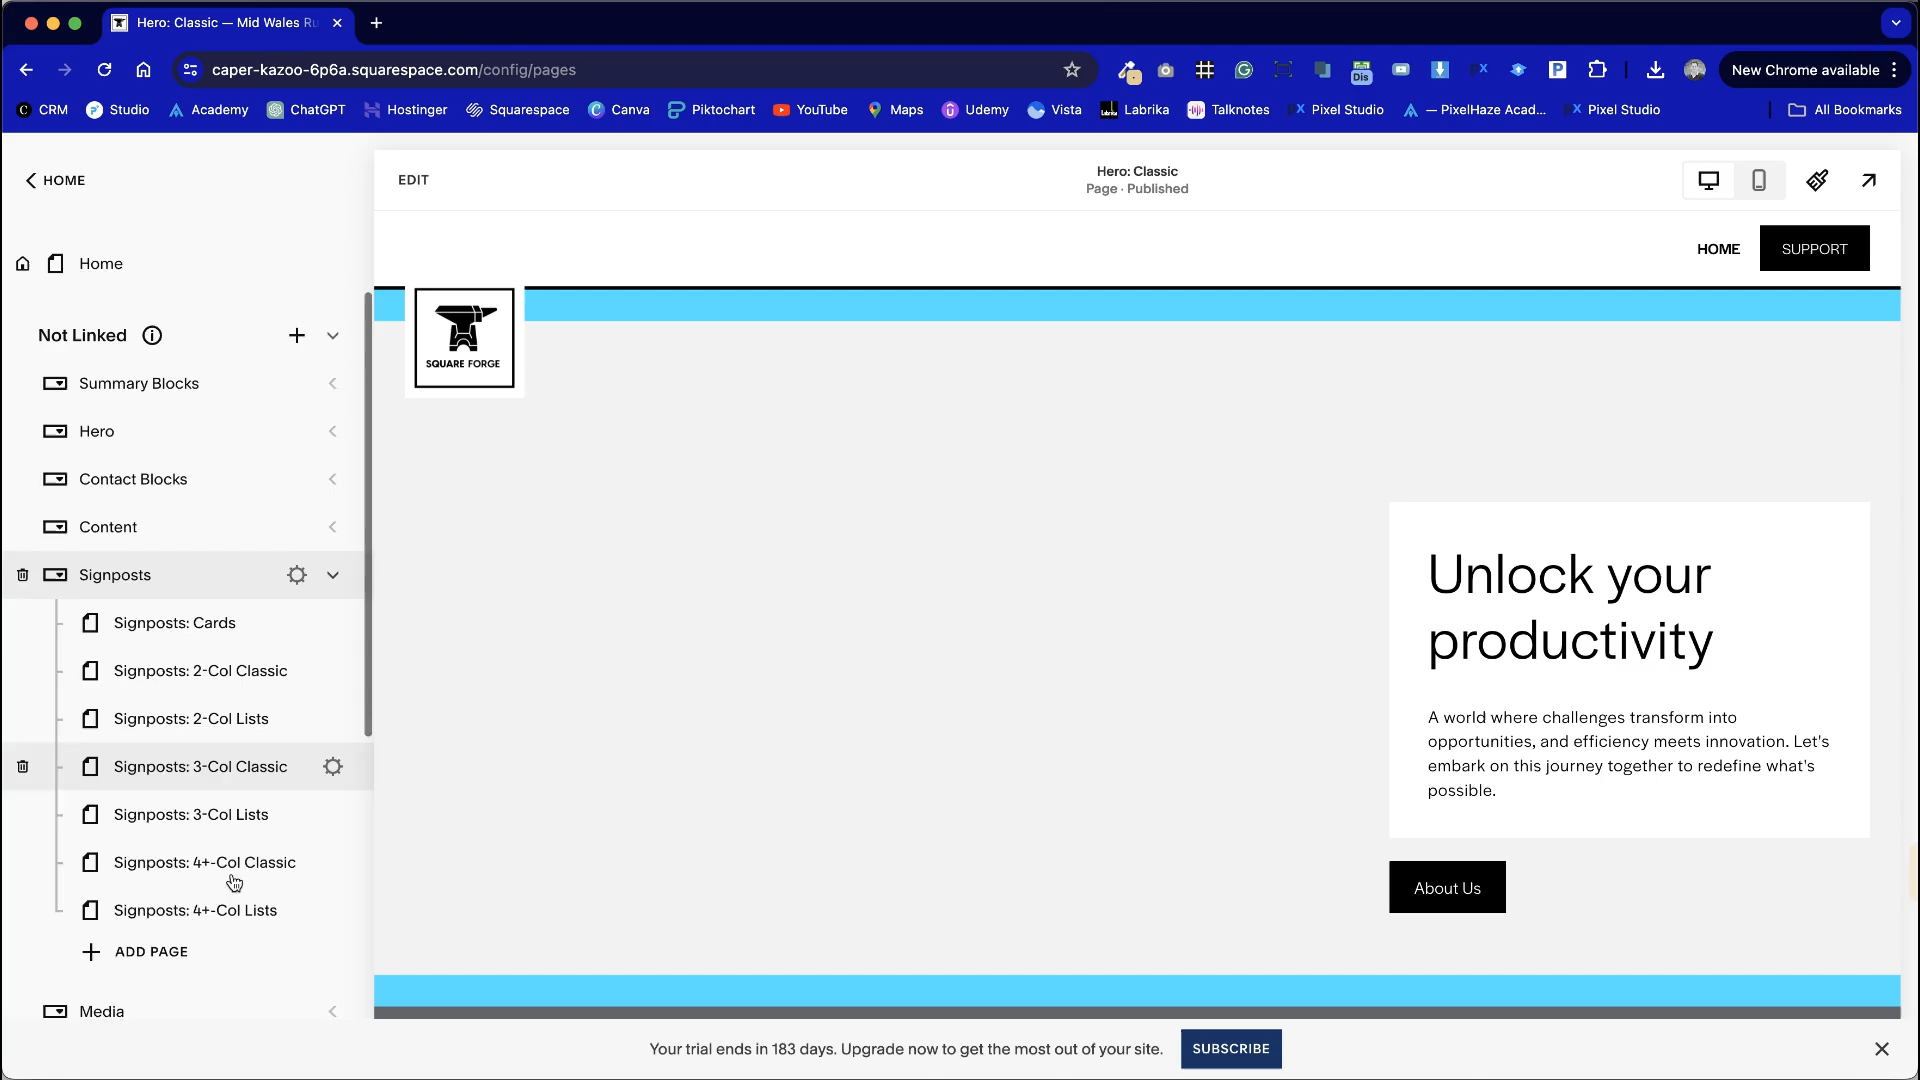 Hero: Classic — Mid Wales Ru
caper-kazoo-6p6a.squarespace.com/config/pages
Dis
New Chrome available
CRM
Studio
Academy
ChatGPT
Hostinger
Squarespace
Canva
Piktochart
YouTube
Maps
Udemy
Vista
Labrika
Talknotes
Pixel Studio
— PixelHaze Acad...
Pixel Studio
All Bookmarks
HOME
EDIT
Hero: Classic
Page · Published
Home
HOME
SUPPORT
SQUARE FORGE
Not Linked
Summary Blocks
Hero
Contact Blocks
Content
Signposts
Signposts: Cards
Signposts: 2-Col Classic
Signposts: 2-Col Lists
Signposts: 3-Col Classic
Signposts: 3-Col Lists
Signposts: 4+-Col Classic
Signposts: 4+-Col Lists
ADD PAGE
Media
Unlock your
productivity
A world where challenges transform into
opportunities, and efficiency meets innovation. Let's
embark on this journey together to redefine what's
possible.
About Us
Your trial ends in 183 days. Upgrade now to get the most out of your site.
SUBSCRIBE